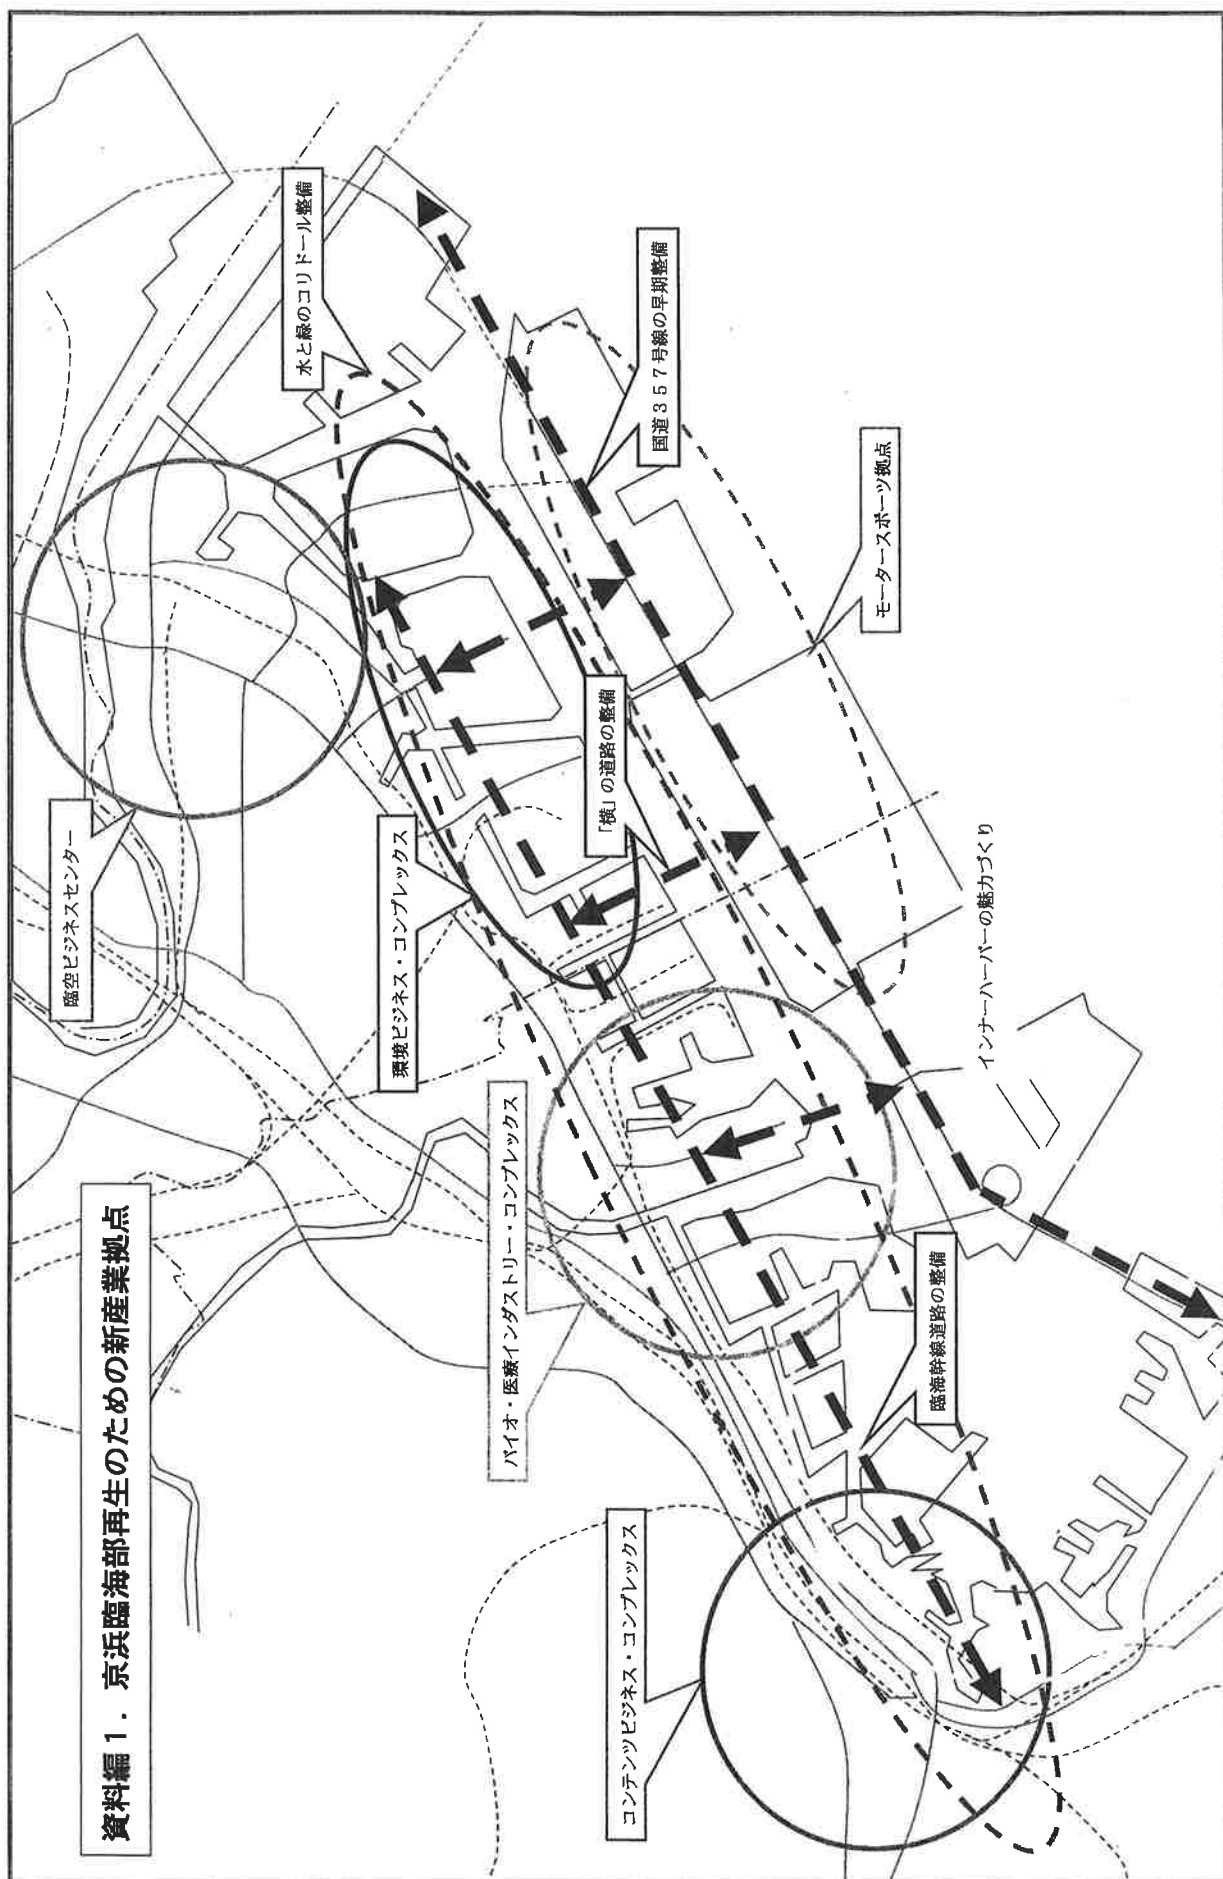 資料編１．京浜臨海部再生のための新産業拠点
臨空ビジネスセンター
水と緑のコリドール整備
環境ビジネス・コンプレックス
国道３５７号線の早期整備
「横」の道路の整備
バイオ・医療インダストリー・コンプレックス
モータースポーツ拠点
コンテンツビジネス・コンプレックス
臨海幹線道路の整備
インナーハーバーの魅力づくり